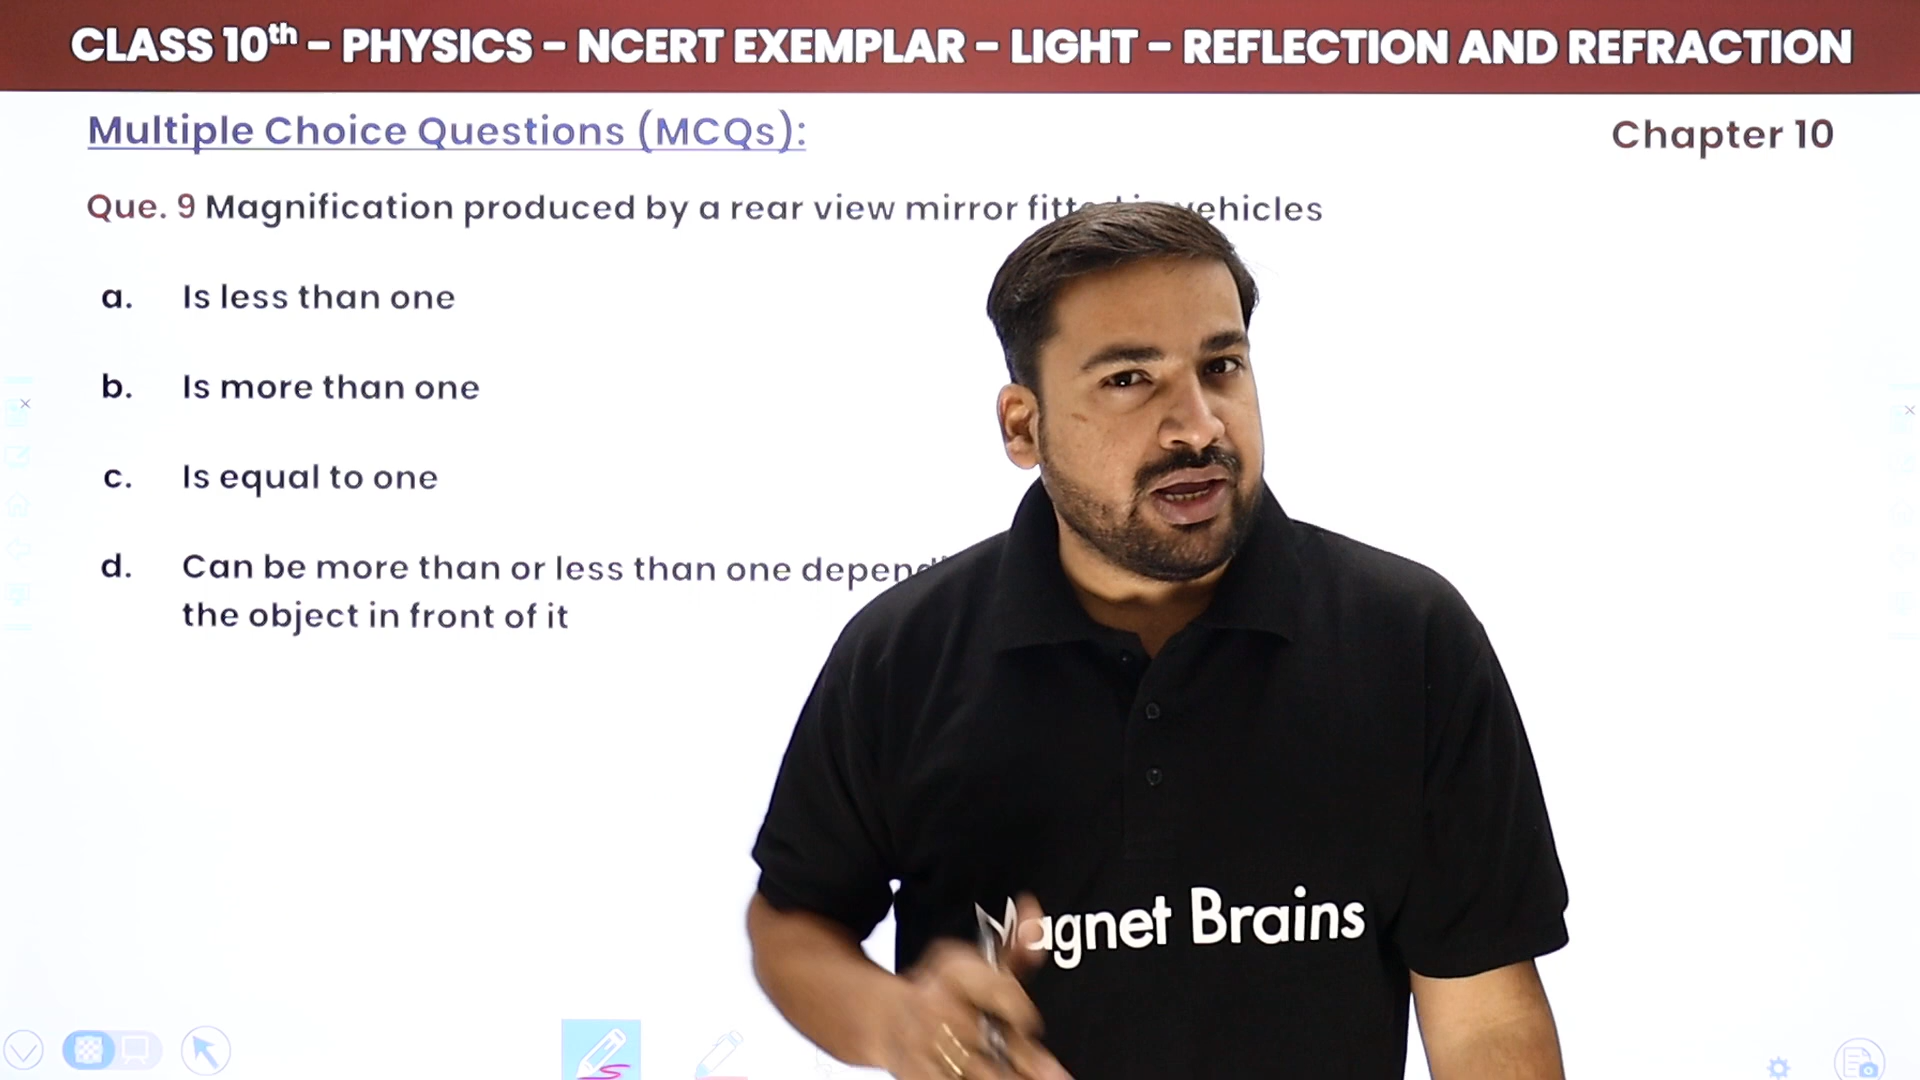 CLASS 10th – PHYSICS – NCERT EXEMPLAR – LIGHT – REFLECTION AND REFRACTION
Multiple Choice Questions (MCQs):
Chapter 10
Que. 9 Magnification produced by a rear view mirror
a. Is less than one
b. Is more than one
c. Is equal to one
d. Can be more than or less than one
the object in front of it
Magnet Brains